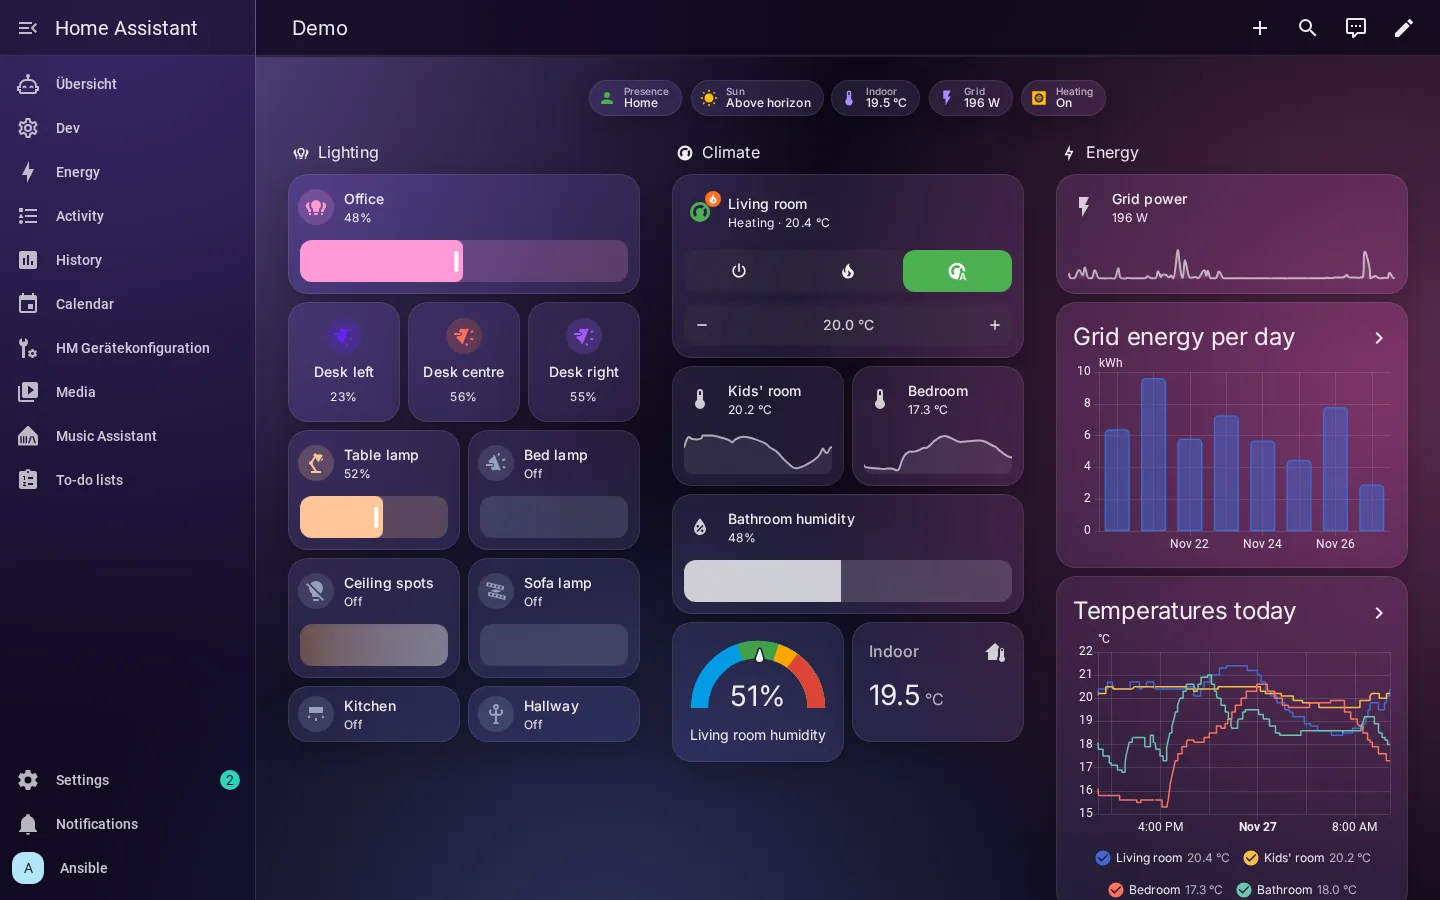 Home Assistant
Demo
Übersicht
Dev
Energy
Activity
History
Calendar
HM Gerätekonfiguration
Media
Music Assistant
To-do lists
Settings
2
Notifications
A
Ansible
Presence
Home
Sun
Above horizon
Indoor
19.5 °C
Grid
196 W
Heating
On
Lighting
Office
48%
Desk left
23%
Desk centre
56%
Desk right
55%
Table lamp
52%
Bed lamp
Off
Ceiling spots
Off
Sofa lamp
Off
Kitchen
Off
Hallway
Off
Climate
Living room
Heating · 20.4 °C
A
20.0 °C
Kids' room
20.2 °C
Bedroom
17.3 °C
Bathroom humidity
48%
51%
Living room humidity
Indoor
19.5 °C
Energy
Grid power
196 W
Grid energy per day
kWh
10
8
6
4
2
0
Nov 22 Nov 24 Nov 26
Temperatures today
°C
22
21
20
19
18
17
16
15
4:00 PM Nov 27 8:00 AM
Living room 20.4 °C Kids' room 20.2 °C
Bedroom 17.3 °C Bathroom 18.0 °C